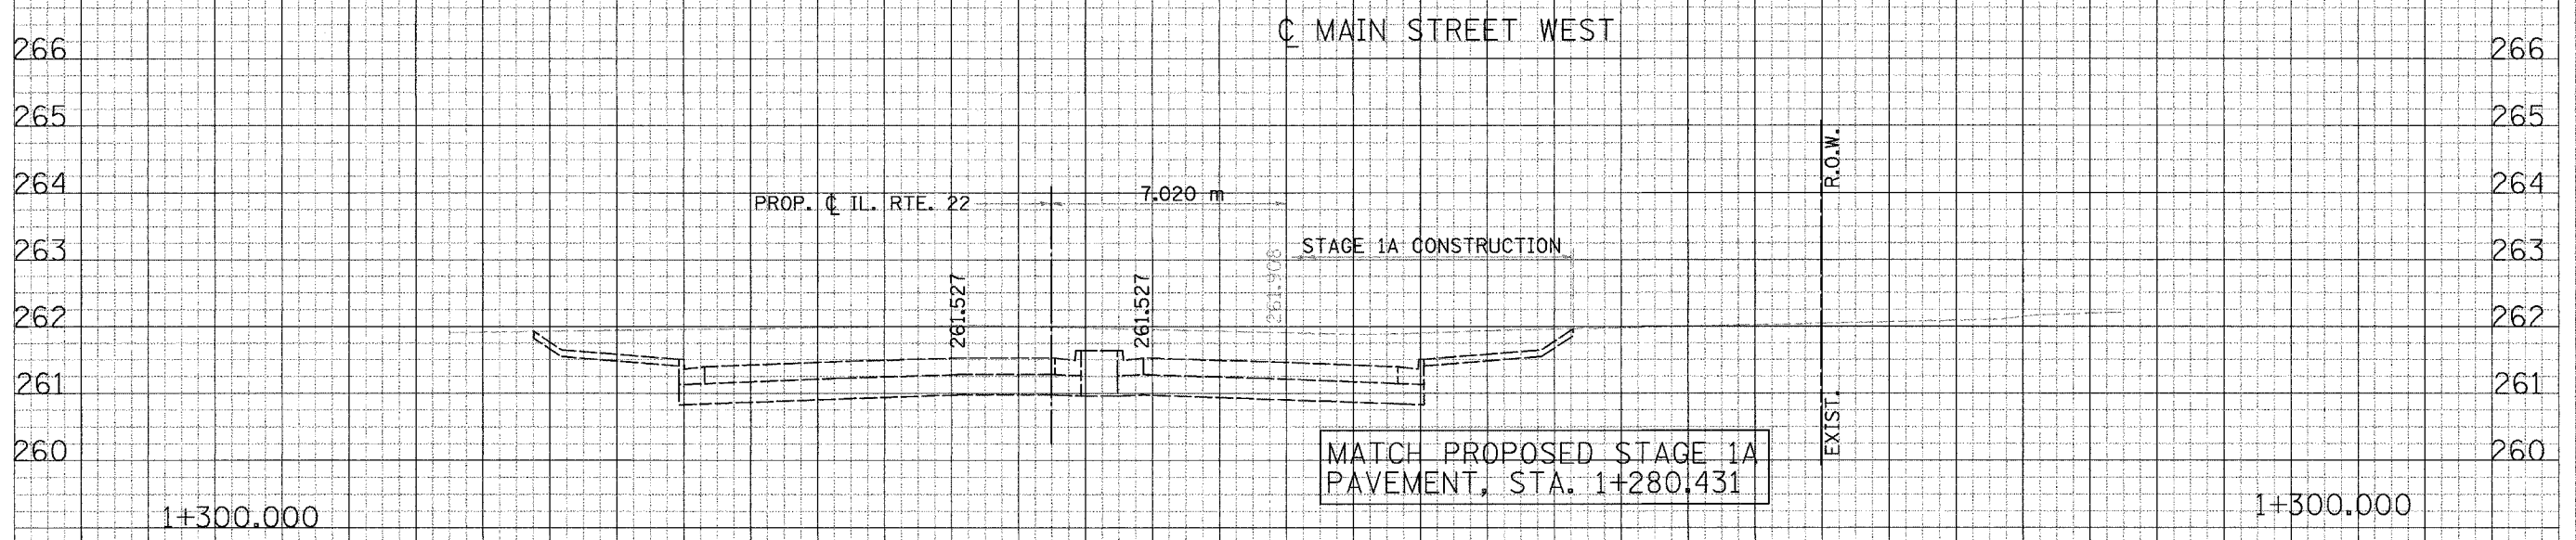 ℄ MAIN STREET WEST
266 266
265 265
264 264
263 263
262 262
261 261
260 260
PROP. ℄ IL. RTE. 22
7.020 m
STAGE 1A CONSTRUCTION
261.527
261.527
261.908
R.O.W.
EXIST.
MATCH PROPOSED STAGE 1A
PAVEMENT, STA. 1+280.431
1+300.000 1+300.000